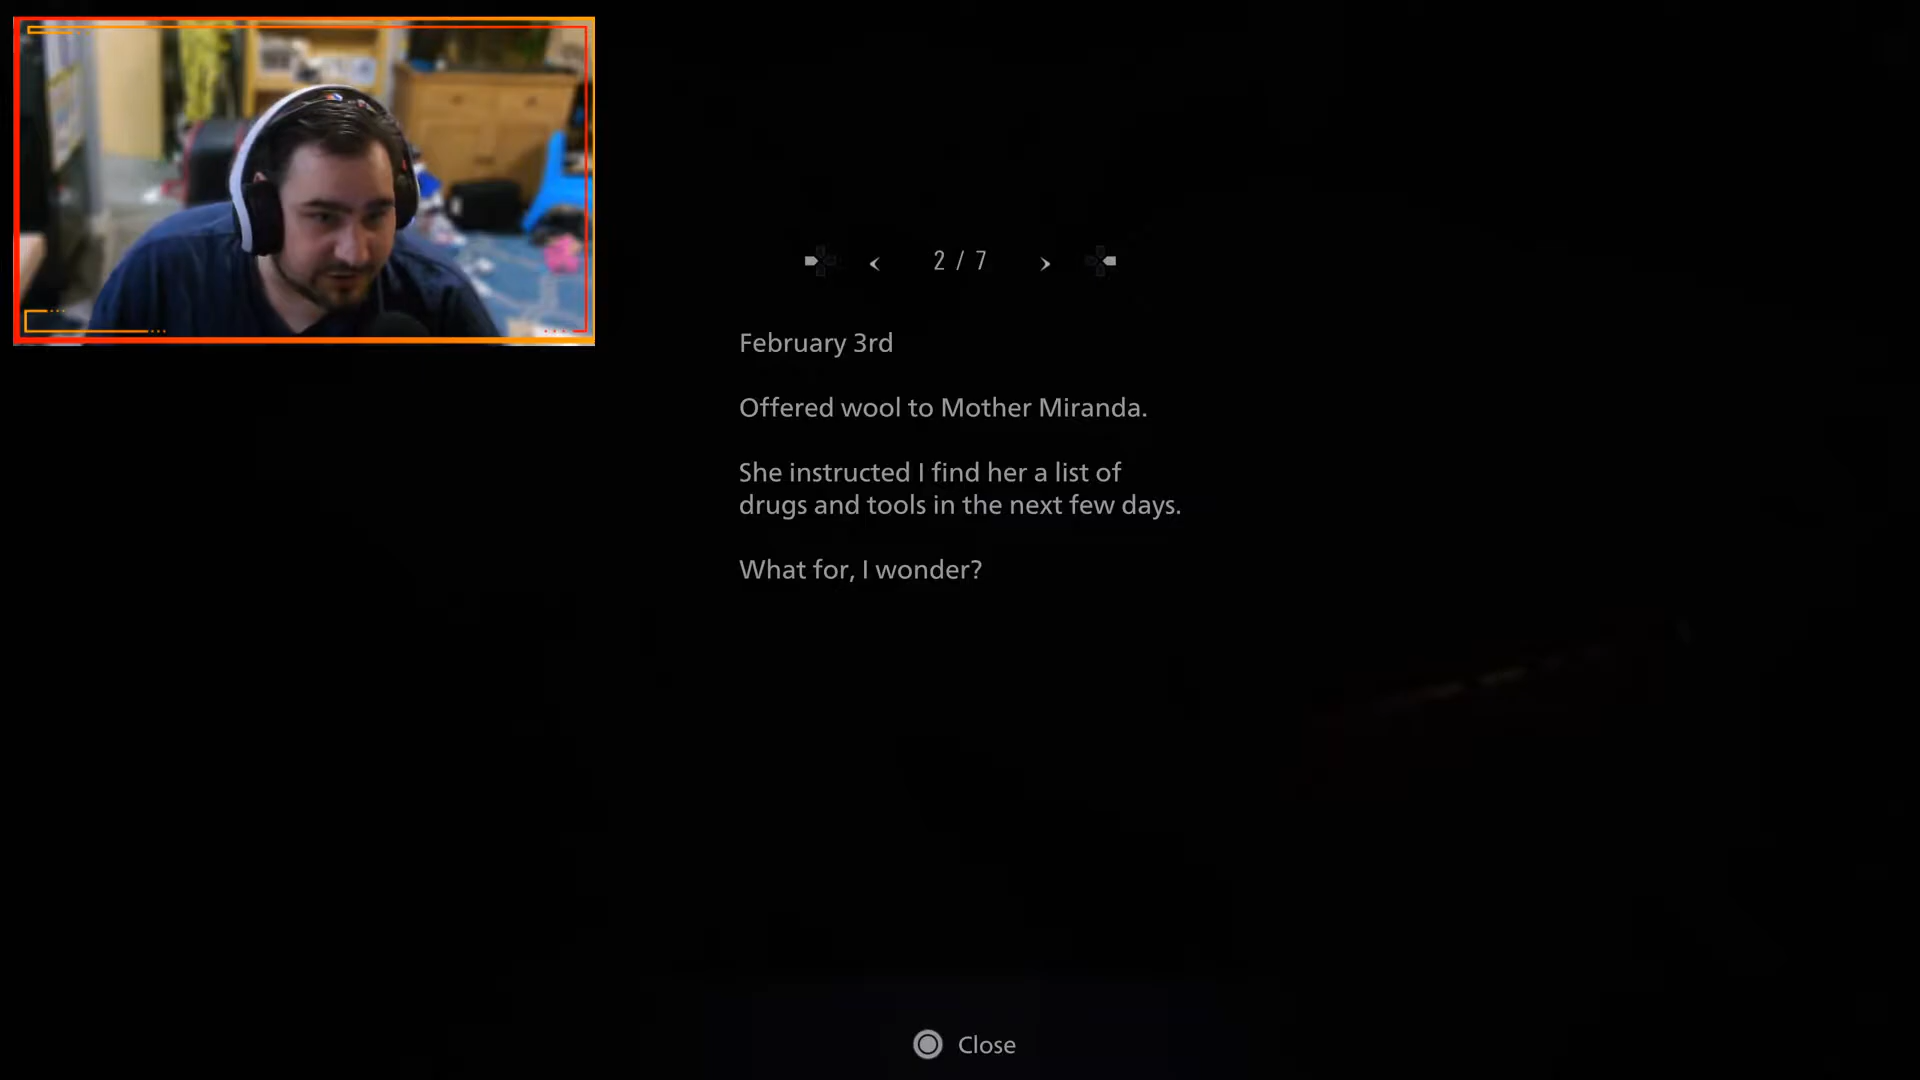 2 / 7
February 3rd
Offered wool to Mother Miranda.
She instructed I find her a list of
drugs and tools in the next few days.
What for, I wonder?
Close